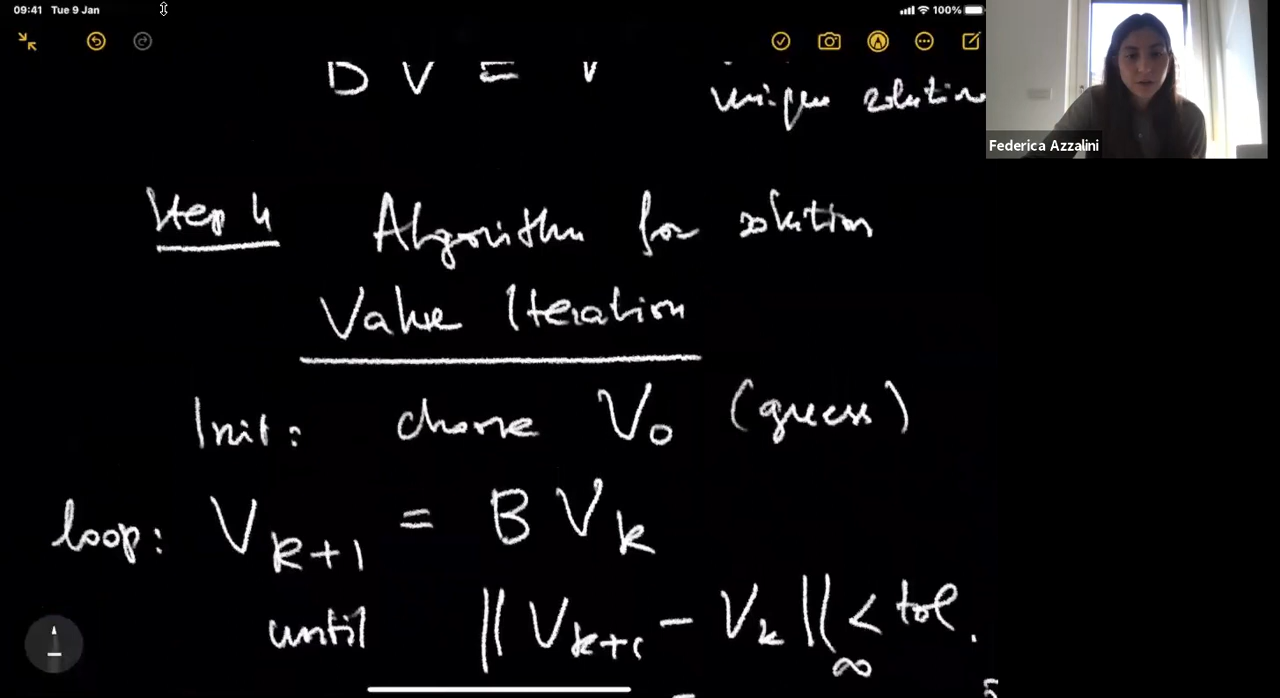 09:41 Tue 9 Jan 100%
V =
unique solution
Federica Azzalini
Step 4 Algorithm for solution
Value Iteration
Init: choose V₀ (guess)
loop: Vₖ₊₁ = B Vₖ
until ‖Vₖ₊₁ - Vₖ‖∞ < tol.